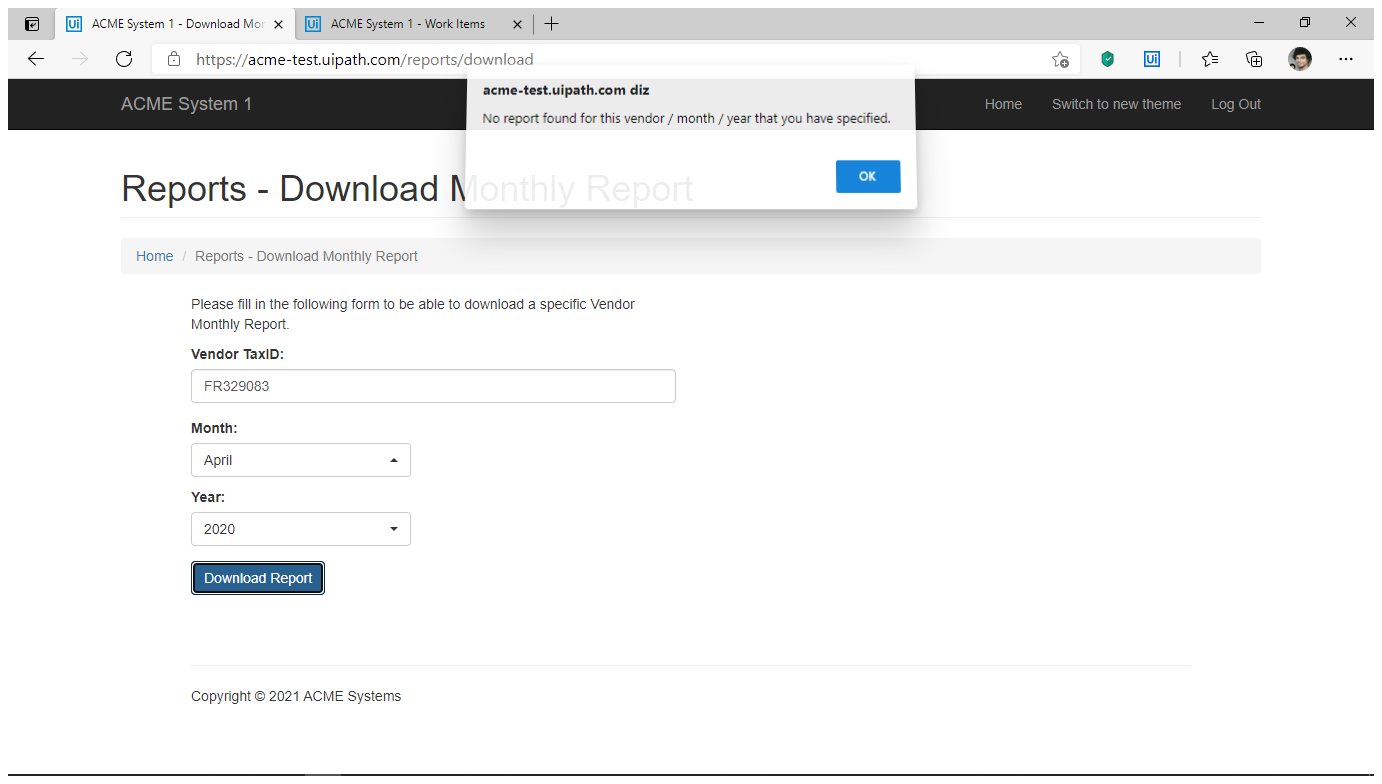 ACME System 1 - Download Mo
ACME System 1 - Work Items
https://acme-test.uipath.com/reports/download
ACME System 1
Home
Switch to new theme
Log Out
acme-test.uipath.com diz
No report found for this vendor / month / year that you have specified.
OK
Reports - Download Monthly Report
Home / Reports - Download Monthly Report
Please fill in the following form to be able to download a specific Vendor
Monthly Report.
Vendor TaxID:
FR329083
Month:
April
Year:
2020
Download Report
Copyright © 2021 ACME Systems